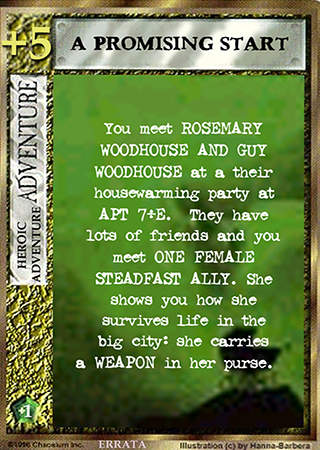 +5
A PROMISING START
HEROIC
ADVENTURE
ADVENTURE
You meet ROSEMARY
WOODHOUSE AND GUY
WOODHOUSE at a their
housewarming party at
APT 7÷E. They have
lots of friends and you
meet ONE FEMALE
STEADFAST ALLY. She
shows you how she
survives life in the
big city: she carries
a WEAPON in her purse.
+1
©1996 Chaosium Inc. ERRATA Illustration (c) by Hanna-Barbera